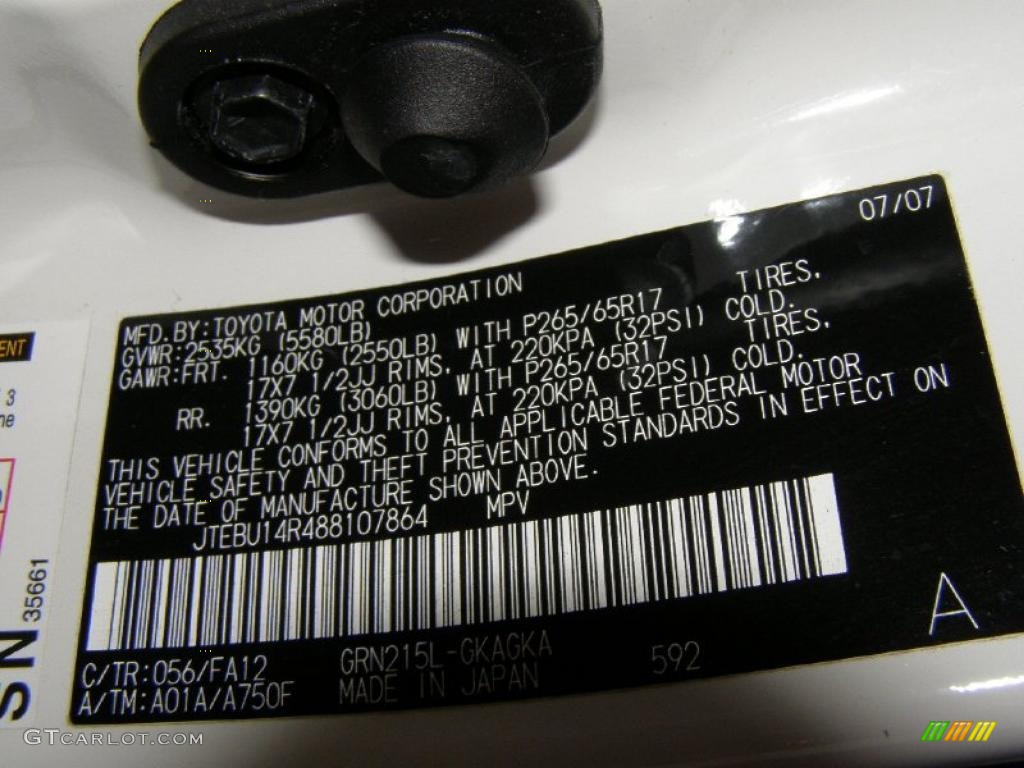 07/07
MFD.BY:TOYOTA MOTOR CORPORATION
GVWR:2535KG (5580LB)
GAWR:FRT. 1160KG (2550LB) WITH P265/65R17 TIRES,
17X7 1/2JJ RIMS, AT 220KPA (32PSI) COLD.
RR. 1390KG (3060LB) WITH P265/65R17 TIRES,
17X7 1/2JJ RIMS, AT 220KPA (32PSI) COLD.
THIS VEHICLE CONFORMS TO ALL APPLICABLE FEDERAL MOTOR
VEHICLE SAFETY AND THEFT PREVENTION STANDARDS IN EFFECT ON
THE DATE OF MANUFACTURE SHOWN ABOVE.
JTEBU14R488107864 MPV
A
C/TR:056/FA12 GRN215L-GKAGKA 592
A/TM:A01A/A750F MADE IN JAPAN
SN 35661
GTCARLOT.COM